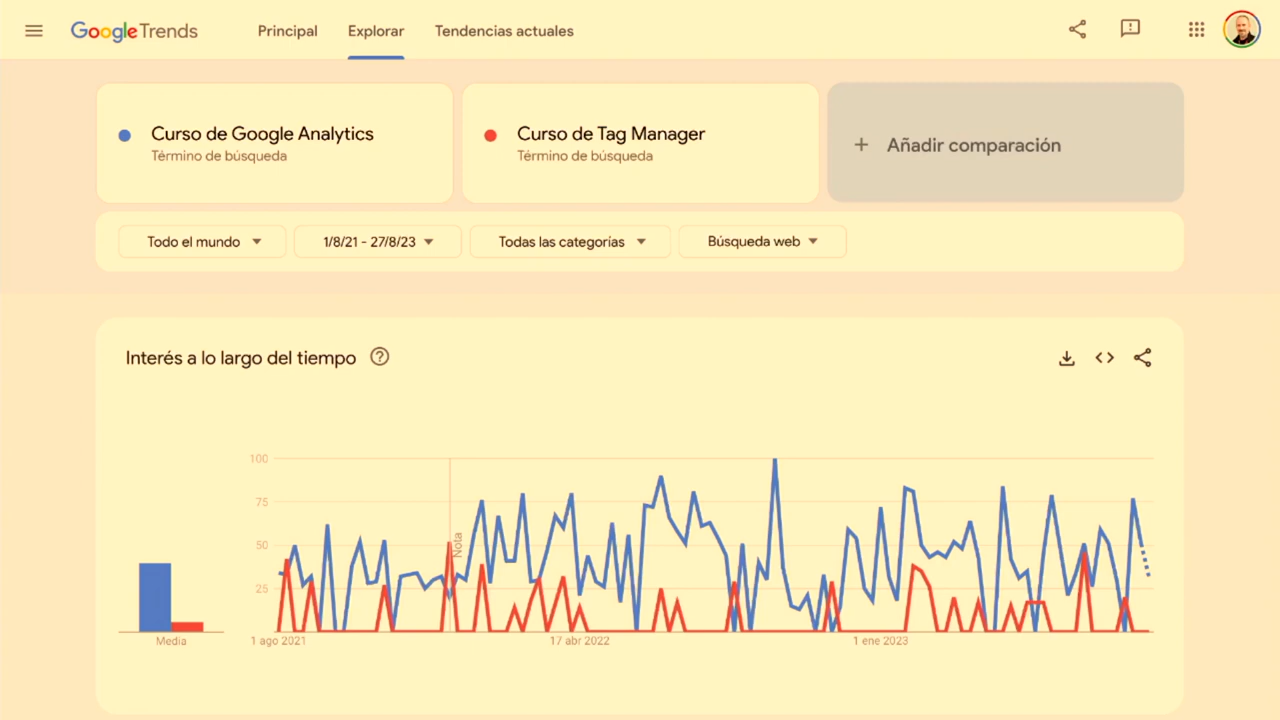 Google Trends
Principal
Explorar
Tendencias actuales
Curso de Google Analytics
Término de búsqueda
Curso de Tag Manager
Término de búsqueda
+ Añadir comparación
Todo el mundo
1/8/21 - 27/8/23
Todas las categorías
Búsqueda web
Interés a lo largo del tiempo
100
75
50
25
Nota
Media
1 ago 2021
17 abr 2022
1 ene 2023